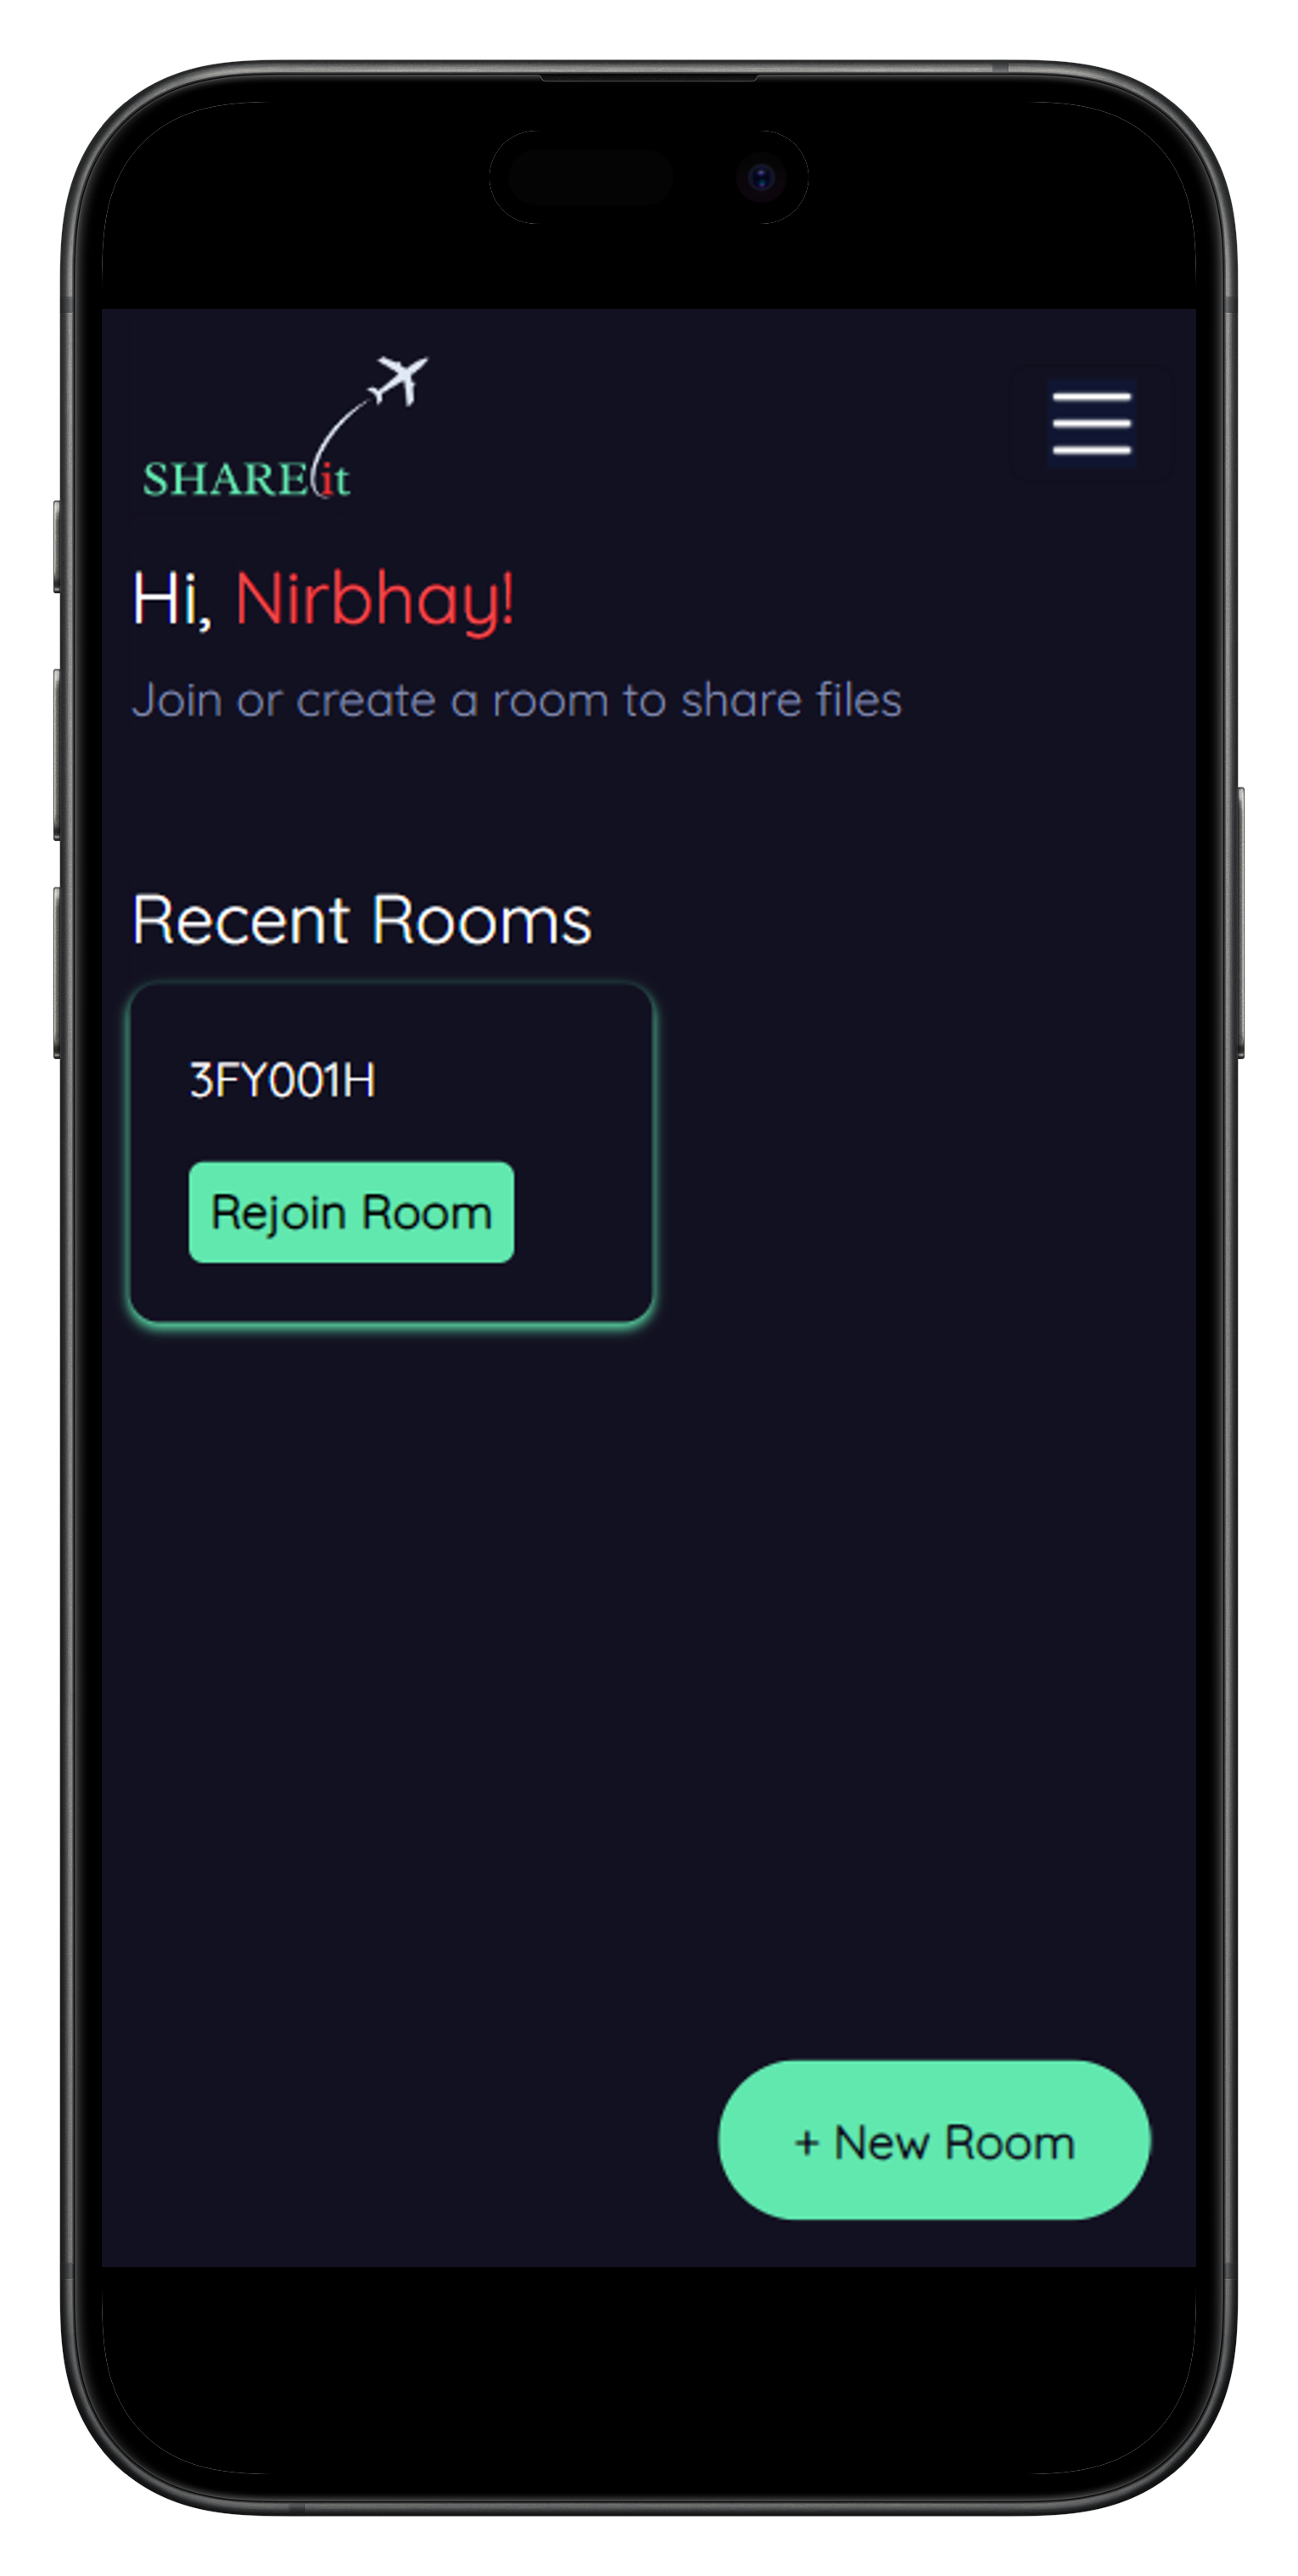 SHAREit
Hi, Nirbhay!
Join or create a room to share files
Recent Rooms
3FY001H
Rejoin Room
+ New Room